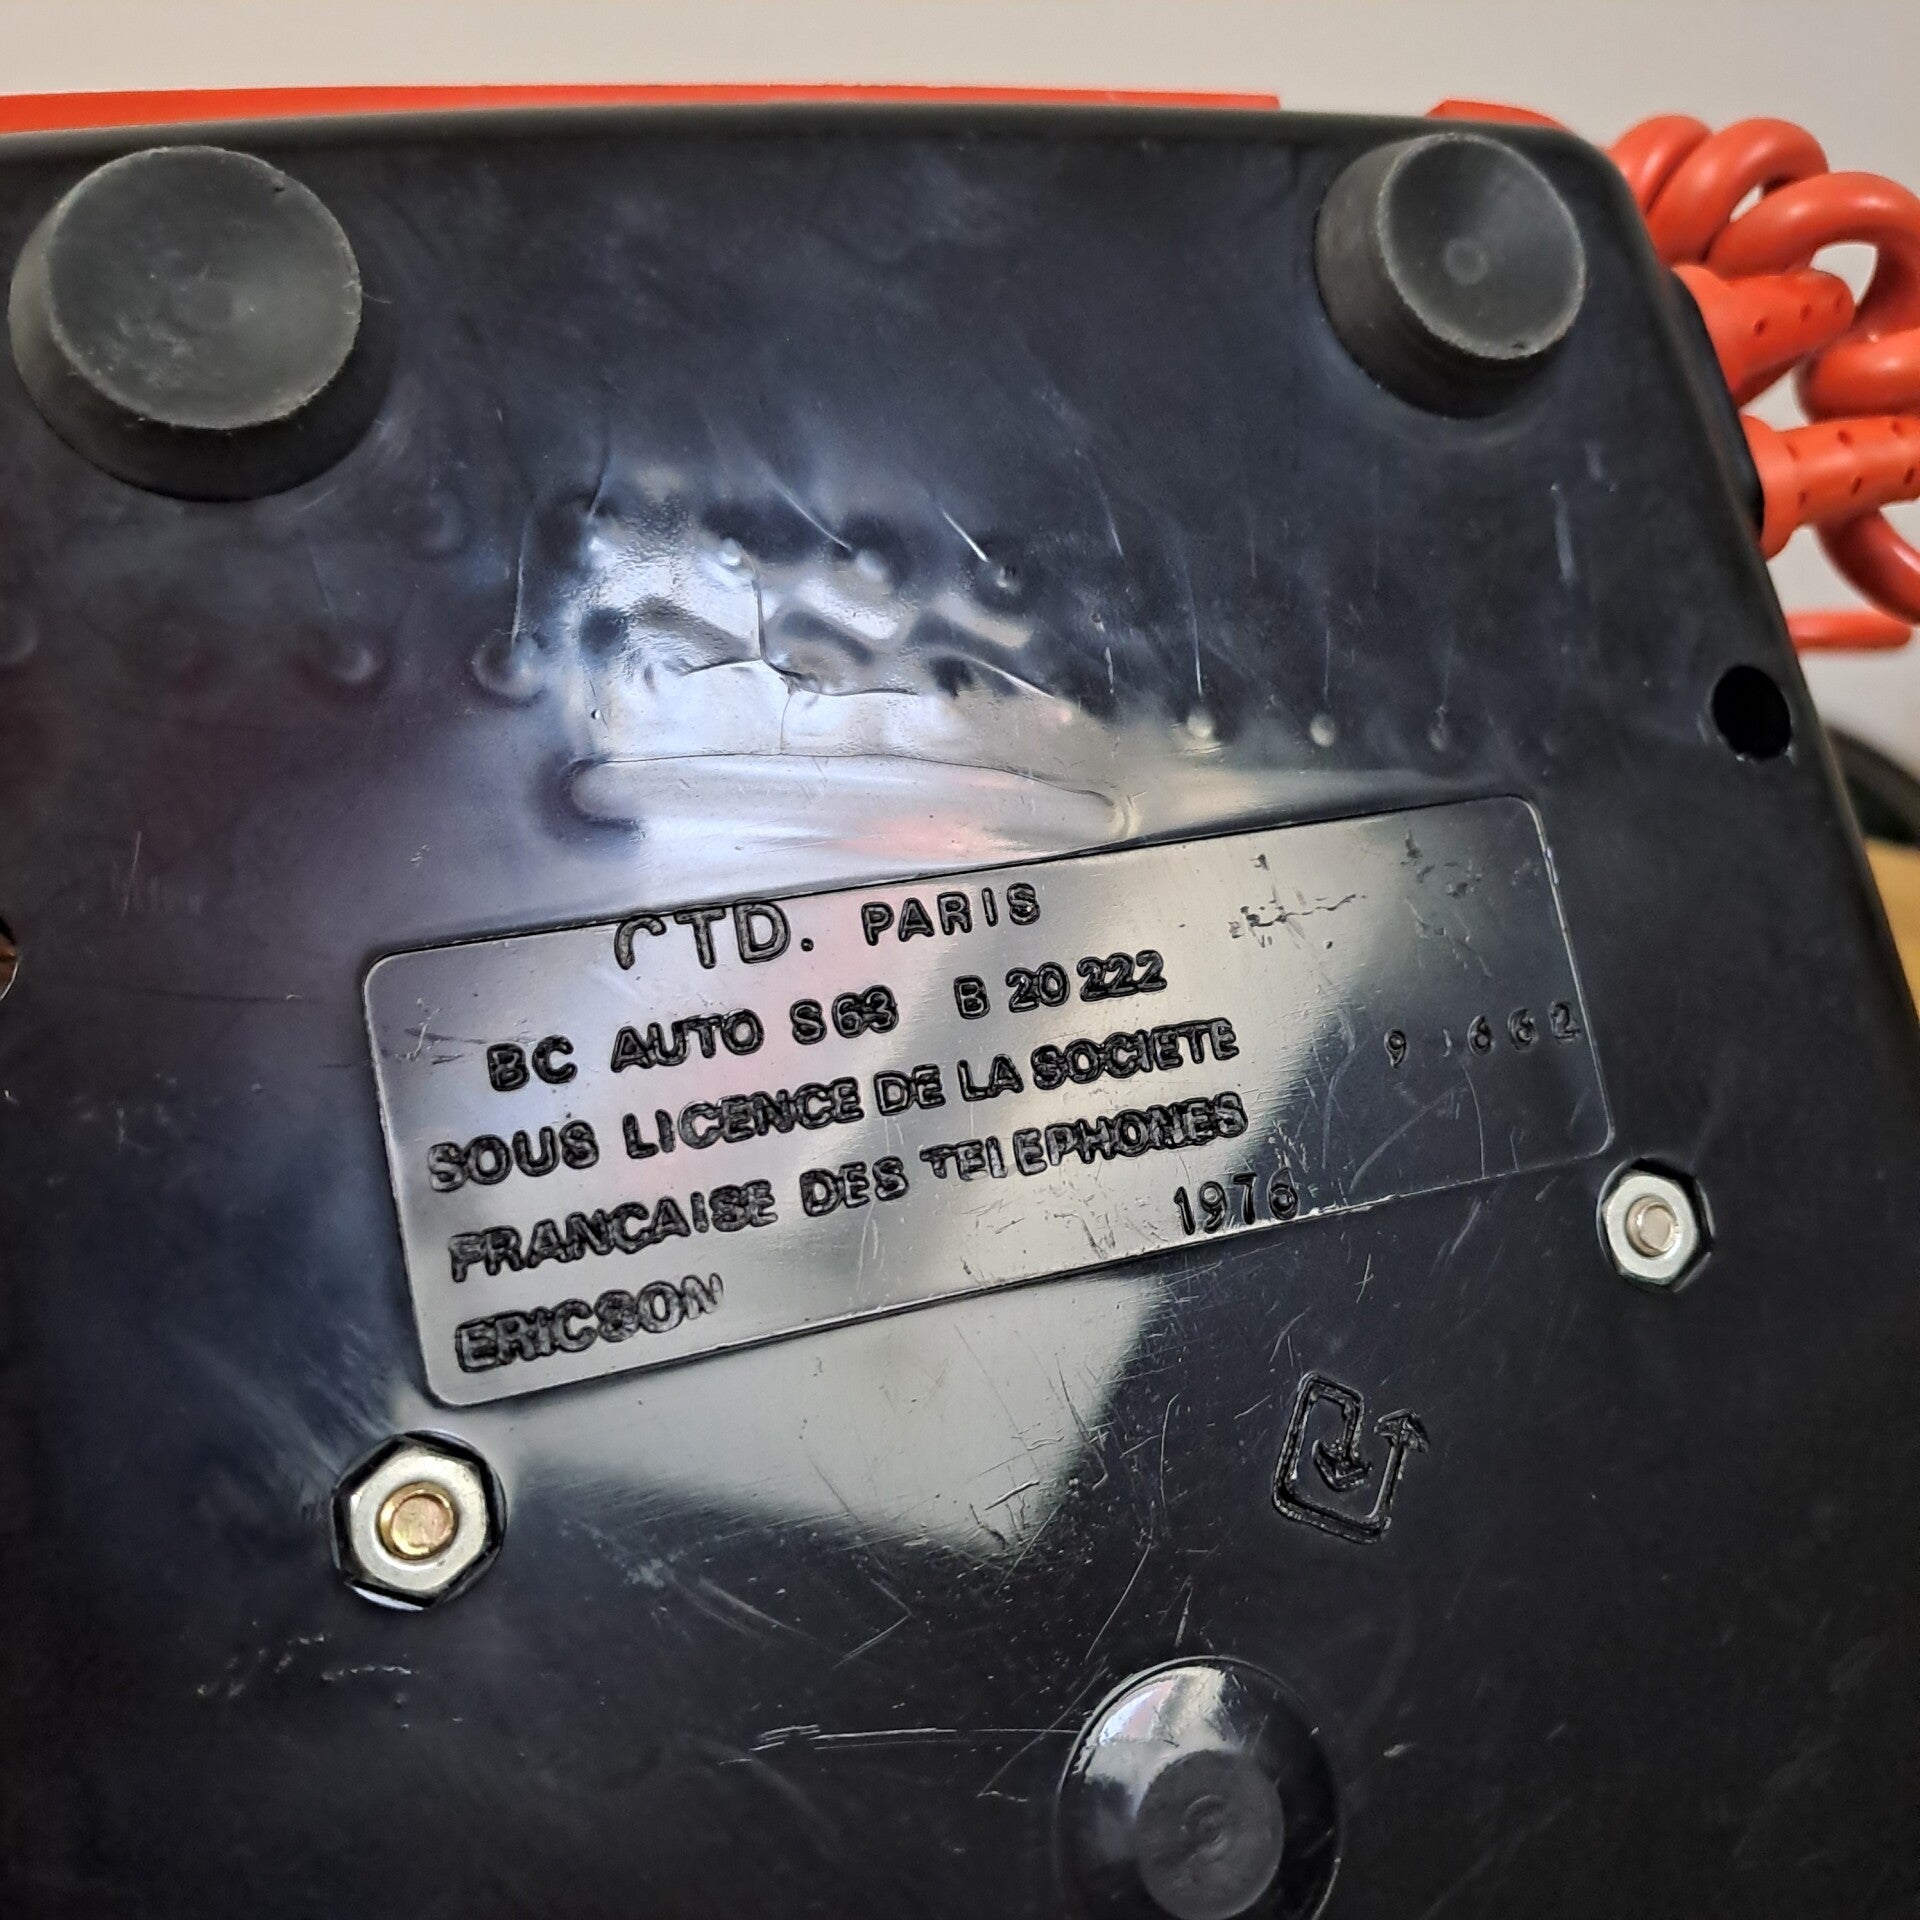 CTD. PARIS
BC AUTO S63 B 20 222
SOUS LICENCE DE LA SOCIETE
FRANCAISE DES TELEPHONES
ERICSON
1976